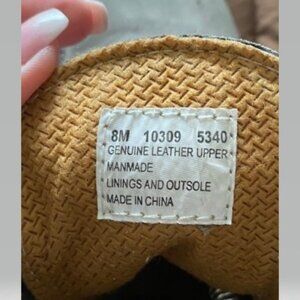 8M 10309 5340
GENUINE LEATHER UPPER
MANMADE
LININGS AND OUTSOLE
MADE IN CHINA